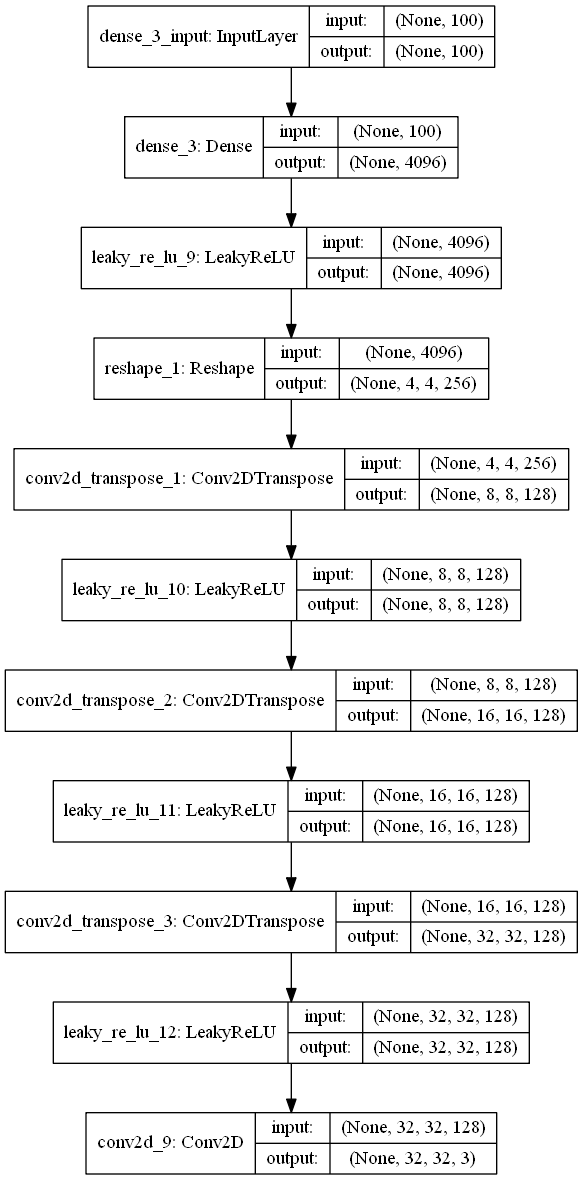 dense_3_input: InputLayer input: (None, 100)
output: (None, 100)
dense_3: Dense input: (None, 100)
output: (None, 4096)
leaky_re_lu_9: LeakyReLU input: (None, 4096)
output: (None, 4096)
reshape_1: Reshape input: (None, 4096)
output: (None, 4, 4, 256)
conv2d_transpose_1: Conv2DTranspose input: (None, 4, 4, 256)
output: (None, 8, 8, 128)
leaky_re_lu_10: LeakyReLU input: (None, 8, 8, 128)
output: (None, 8, 8, 128)
conv2d_transpose_2: Conv2DTranspose input: (None, 8, 8, 128)
output: (None, 16, 16, 128)
leaky_re_lu_11: LeakyReLU input: (None, 16, 16, 128)
output: (None, 16, 16, 128)
conv2d_transpose_3: Conv2DTranspose input: (None, 16, 16, 128)
output: (None, 32, 32, 128)
leaky_re_lu_12: LeakyReLU input: (None, 32, 32, 128)
output: (None, 32, 32, 128)
conv2d_9: Conv2D input: (None, 32, 32, 128)
output: (None, 32, 32, 3)